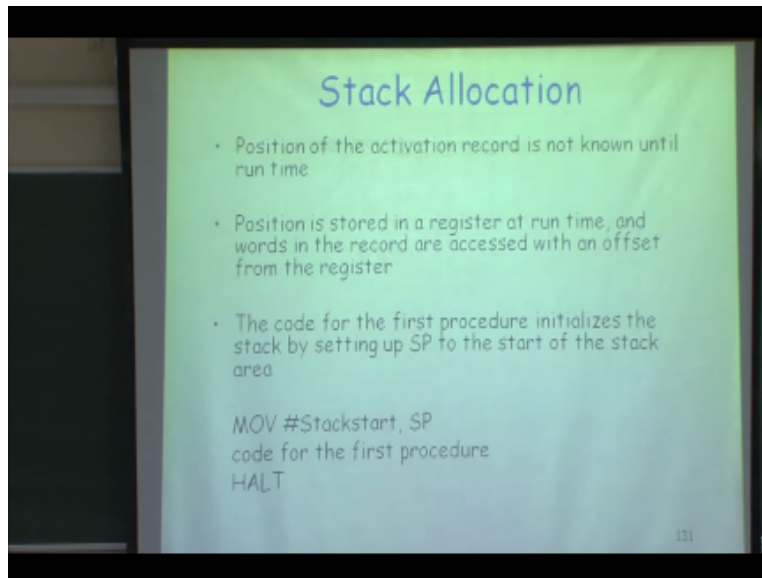 Stack Allocation
• Position of the activation record is not known until
run time
• Position is stored in a register at run time, and
words in the record are accessed with an offset
from the register
• The code for the first procedure initializes the
stack by setting up SP to the start of the stack
area
MOV #Stackstart, SP
code for the first procedure
HALT
131